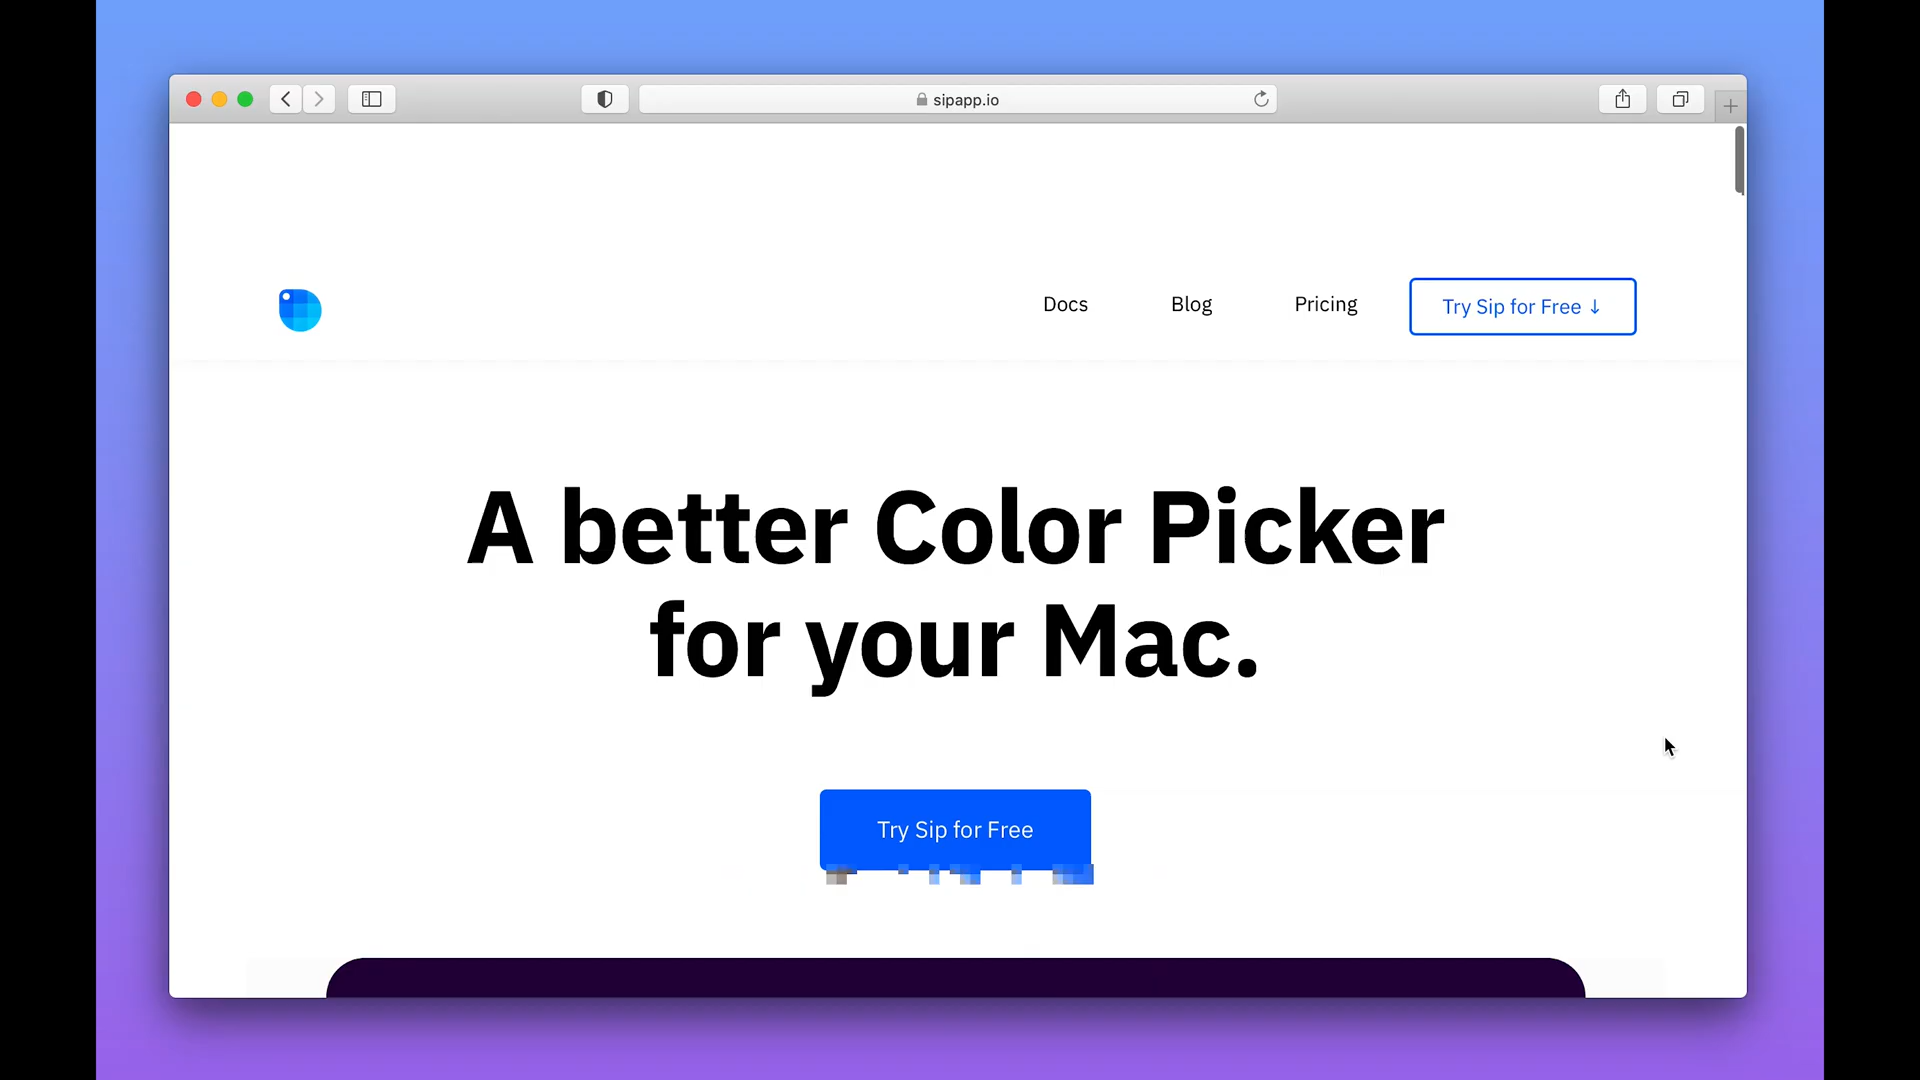 sipapp.io
Docs Blog Pricing Try Sip for Free ↓
A better Color Picker
for your Mac.
Try Sip for Free